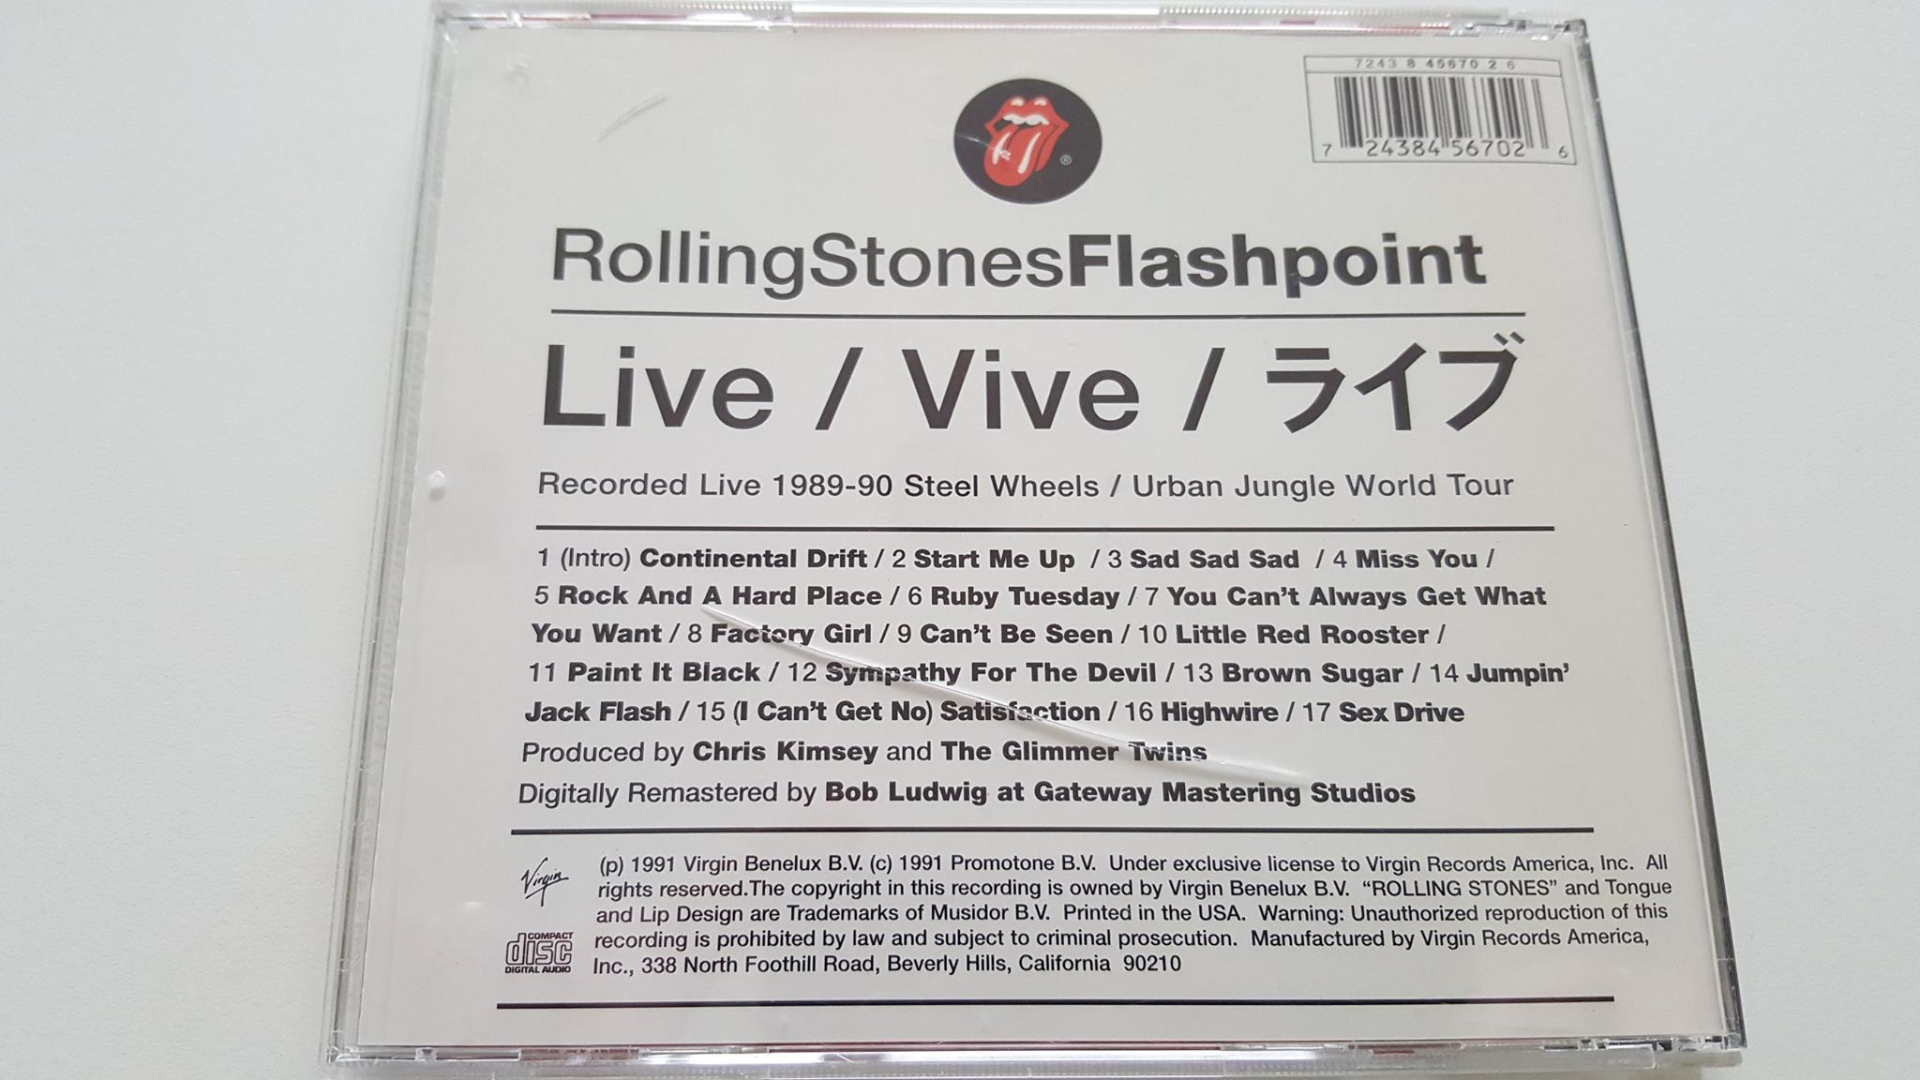 7243 8 45670 2 6
7 24384 56702 6
®
RollingStonesFlashpoint
Live / Vive / ライブ
Recorded Live 1989-90 Steel Wheels / Urban Jungle World Tour
1 (Intro) Continental Drift / 2 Start Me Up / 3 Sad Sad Sad / 4 Miss You /
5 Rock And A Hard Place / 6 Ruby Tuesday / 7 You Can't Always Get What
You Want / 8 Factory Girl / 9 Can't Be Seen / 10 Little Red Rooster /
11 Paint It Black / 12 Sympathy For The Devil / 13 Brown Sugar / 14 Jumpin'
Jack Flash / 15 (I Can't Get No) Satisfaction / 16 Highwire / 17 Sex Drive
Produced by Chris Kimsey and The Glimmer Twins
Digitally Remastered by Bob Ludwig at Gateway Mastering Studios
Virgin
(p) 1991 Virgin Benelux B.V. (c) 1991 Promotone B.V. Under exclusive license to Virgin Records America, Inc. All
rights reserved.The copyright in this recording is owned by Virgin Benelux B.V. “ROLLING STONES” and Tongue
and Lip Design are Trademarks of Musidor B.V. Printed in the USA. Warning: Unauthorized reproduction of this
recording is prohibited by law and subject to criminal prosecution. Manufactured by Virgin Records America,
Inc., 338 North Foothill Road, Beverly Hills, California 90210
COMPACT
disc
DIGITAL AUDIO